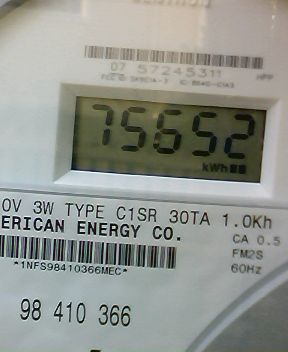 07 57245311
HPP
75652
kWh
0V 3W TYPE C1SR 30TA 1.0Kh
ERICAN ENERGY CO.
CA 0.5
FM2S
60Hz
*1NFS98410366MEC*
98 410 366